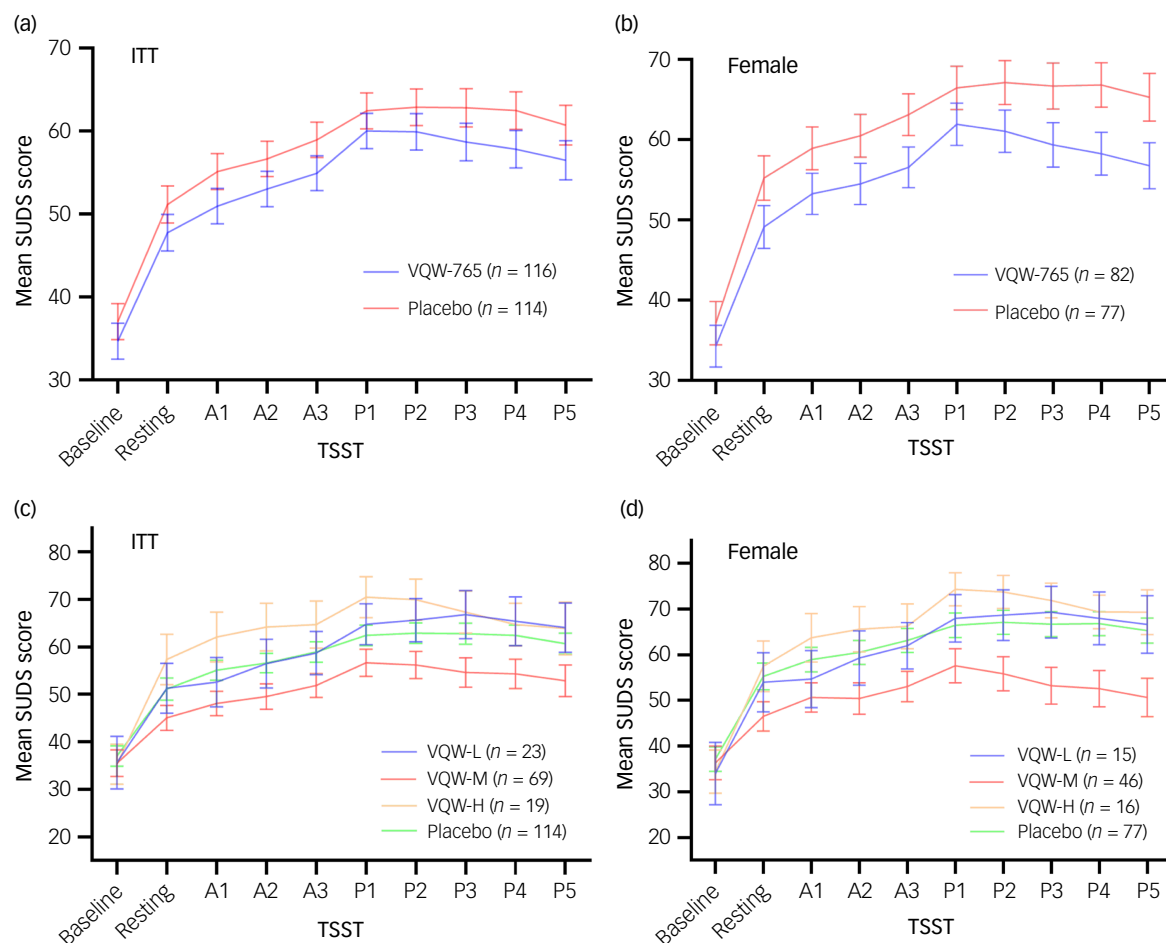 (a)
ITT
Mean SUDS score
70
60
50
40
30
VQW-765 (n = 116)
Placebo (n = 114)
Baseline
Resting
A1
A2
A3
P1
P2
P3
P4
P5
TSST
(b)
Female
Mean SUDS score
70
60
50
40
30
VQW-765 (n = 82)
Placebo (n = 77)
Baseline
Resting
A1
A2
A3
P1
P2
P3
P4
P5
TSST
(c)
ITT
Mean SUDS score
80
70
60
50
40
30
20
VQW-L (n = 23)
VQW-M (n = 69)
VQW-H (n = 19)
Placebo (n = 114)
Baseline
Resting
A1
A2
A3
P1
P2
P3
P4
P5
TSST
(d)
Female
Mean SUDS score
80
70
60
50
40
30
20
VQW-L (n = 15)
VQW-M (n = 46)
VQW-H (n = 16)
Placebo (n = 77)
Baseline
Resting
A1
A2
A3
P1
P2
P3
P4
P5
TSST